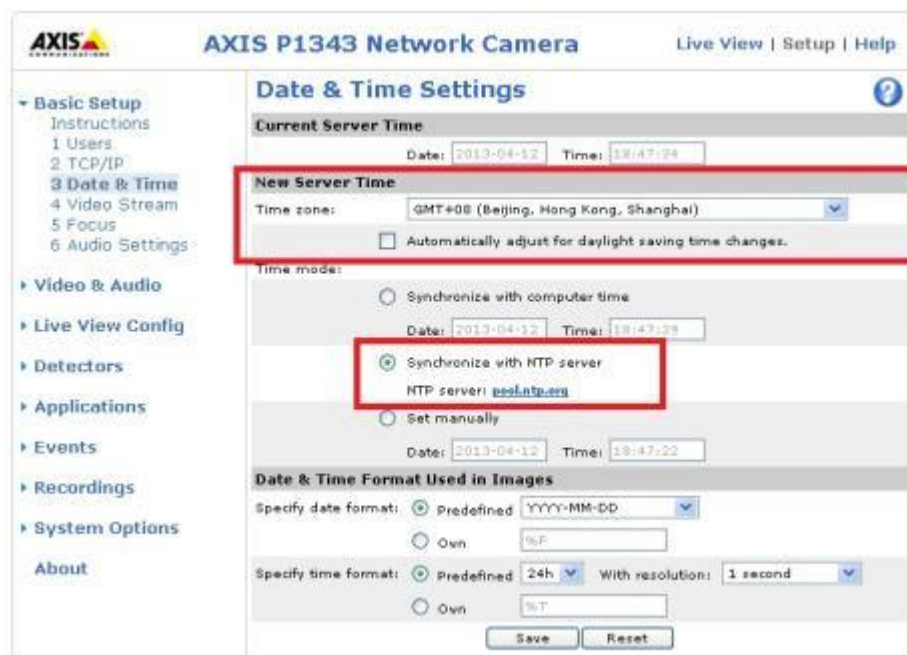 AXIS
COMMUNICATIONS
AXIS P1343 Network Camera
Live View | Setup | Help
Basic Setup
Instructions
1 Users
2 TCP/IP
3 Date & Time
4 Video Stream
5 Focus
6 Audio Settings
Video & Audio
Live View Config
Detectors
Applications
Events
Recordings
System Options
About
Date & Time Settings
?
Current Server Time
Date: 2013-04-12 Time:
New Server Time
Time zone: GMT+08 (Beijing, Hong Kong, Shanghai)
Automatically adjust for daylight saving time changes.
Time mode:
Synchronize with computer time
Date: 2013-04-12 Time:
Synchronize with NTP server
NTP server: pool.ntp.org
Set manually
Date: 2013-04-12 Time: 18:47:22
Date & Time Format Used in Images
Specify date format: Predefined YYYY-MM-DD
Own %F
Specify time format: Predefined 24h With resolution: 1 second
Own %T
Save Reset